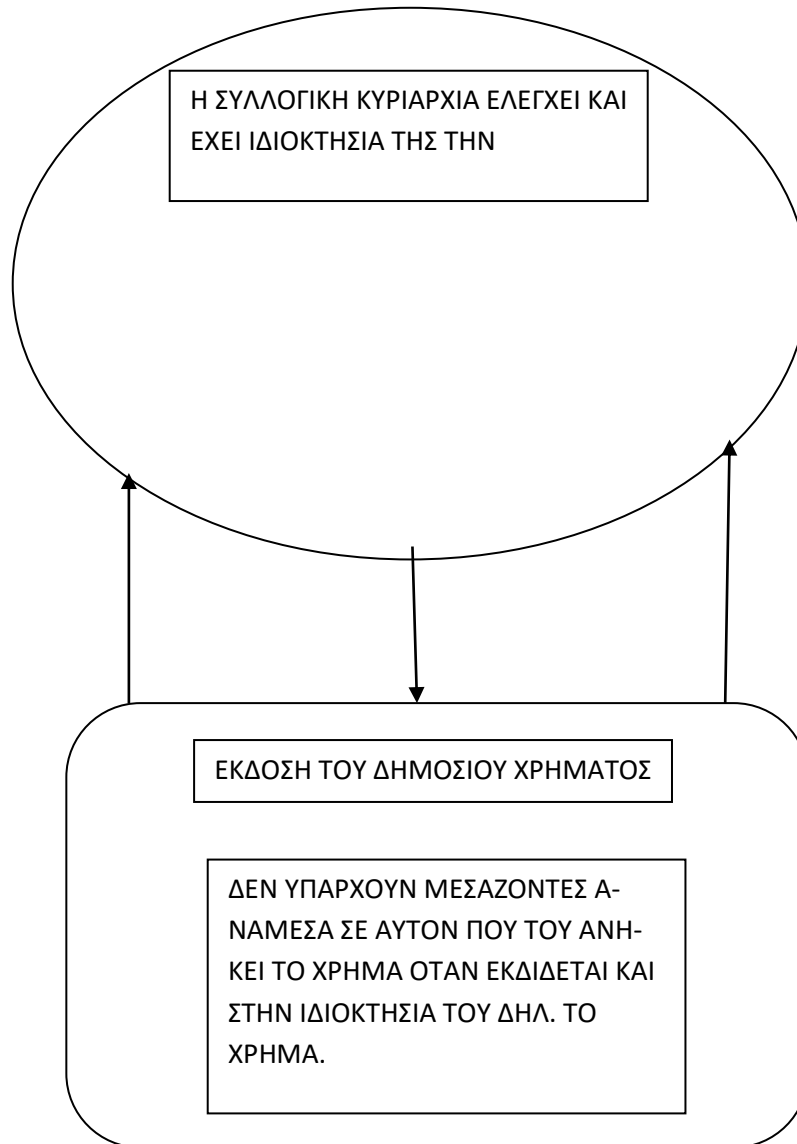 Η ΣΥΛΛΟΓΙΚΗ ΚΥΡΙΑΡΧΙΑ ΕΛΕΓΧΕΙ ΚΑΙ
ΕΧΕΙ ΙΔΙΟΚΤΗΣΙΑ ΤΗΣ ΤΗΝ
ΕΚΔΟΣΗ ΤΟΥ ΔΗΜΟΣΙΟΥ ΧΡΗΜΑΤΟΣ
ΔΕΝ ΥΠΑΡΧΟΥΝ ΜΕΣΑΖΟΝΤΕΣ Α-
ΝΑΜΕΣΑ ΣΕ ΑΥΤΟΝ ΠΟΥ ΤΟΥ ΑΝΗ-
ΚΕΙ ΤΟ ΧΡΗΜΑ ΟΤΑΝ ΕΚΔΙΔΕΤΑΙ ΚΑΙ
ΣΤΗΝ ΙΔΙΟΚΤΗΣΙΑ ΤΟΥ ΔΗΛ. ΤΟ
ΧΡΗΜΑ.